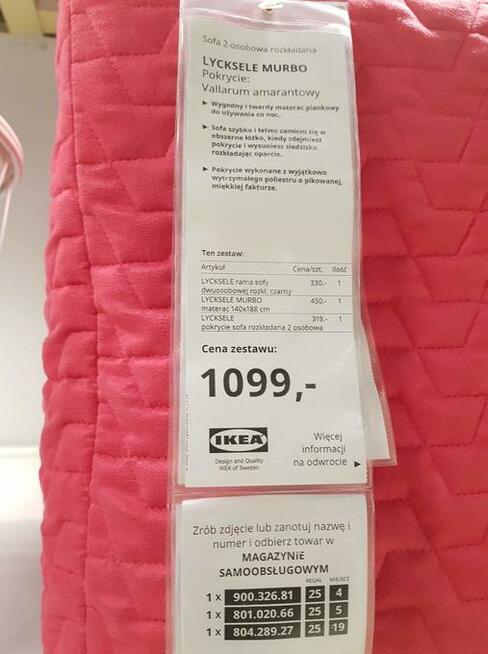 Sofa 2-osobowa rozkładana
LYCKSELE MURBO
Pokrycie:
Vallarum amarantowy
▶ Wygodny i twardy materac piankowy
do używania co noc.
▶ Sofa szybko i łatwo zamieni się w
obszerne łóżko, kiedy zdejmiesz
pokrycie i wysuniesz siedzisko
rozkładając oparcie.
▶ Pokrycie wykonane z wyjątkowo
wytrzymałego poliestru o pikowanej,
miękkiej fakturze.
Ten zestaw:
Artykuł Cena/szt. Ilość
LYCKSELE rama sofy 330.- 1
dwuosobowej rozkł, czarny
LYCKSELE MURBO 450.- 1
materac 140x188 cm
LYCKSELE 319.- 1
pokrycie sofa rozkładana 2 osobowa
Cena zestawu:
1099,-
IKEA
Design and Quality
IKEA of Sweden
Więcej
informacji
na odwrocie ▶
Zrób zdjęcie lub zanotuj nazwę i
numer i odbierz towar w
MAGAZYNIE
SAMOOBSŁUGOWYM
REGAŁ MIEJSCE
1 x 900.326.81 25 4
1 x 801.020.66 25 5
1 x 804.289.27 25 19